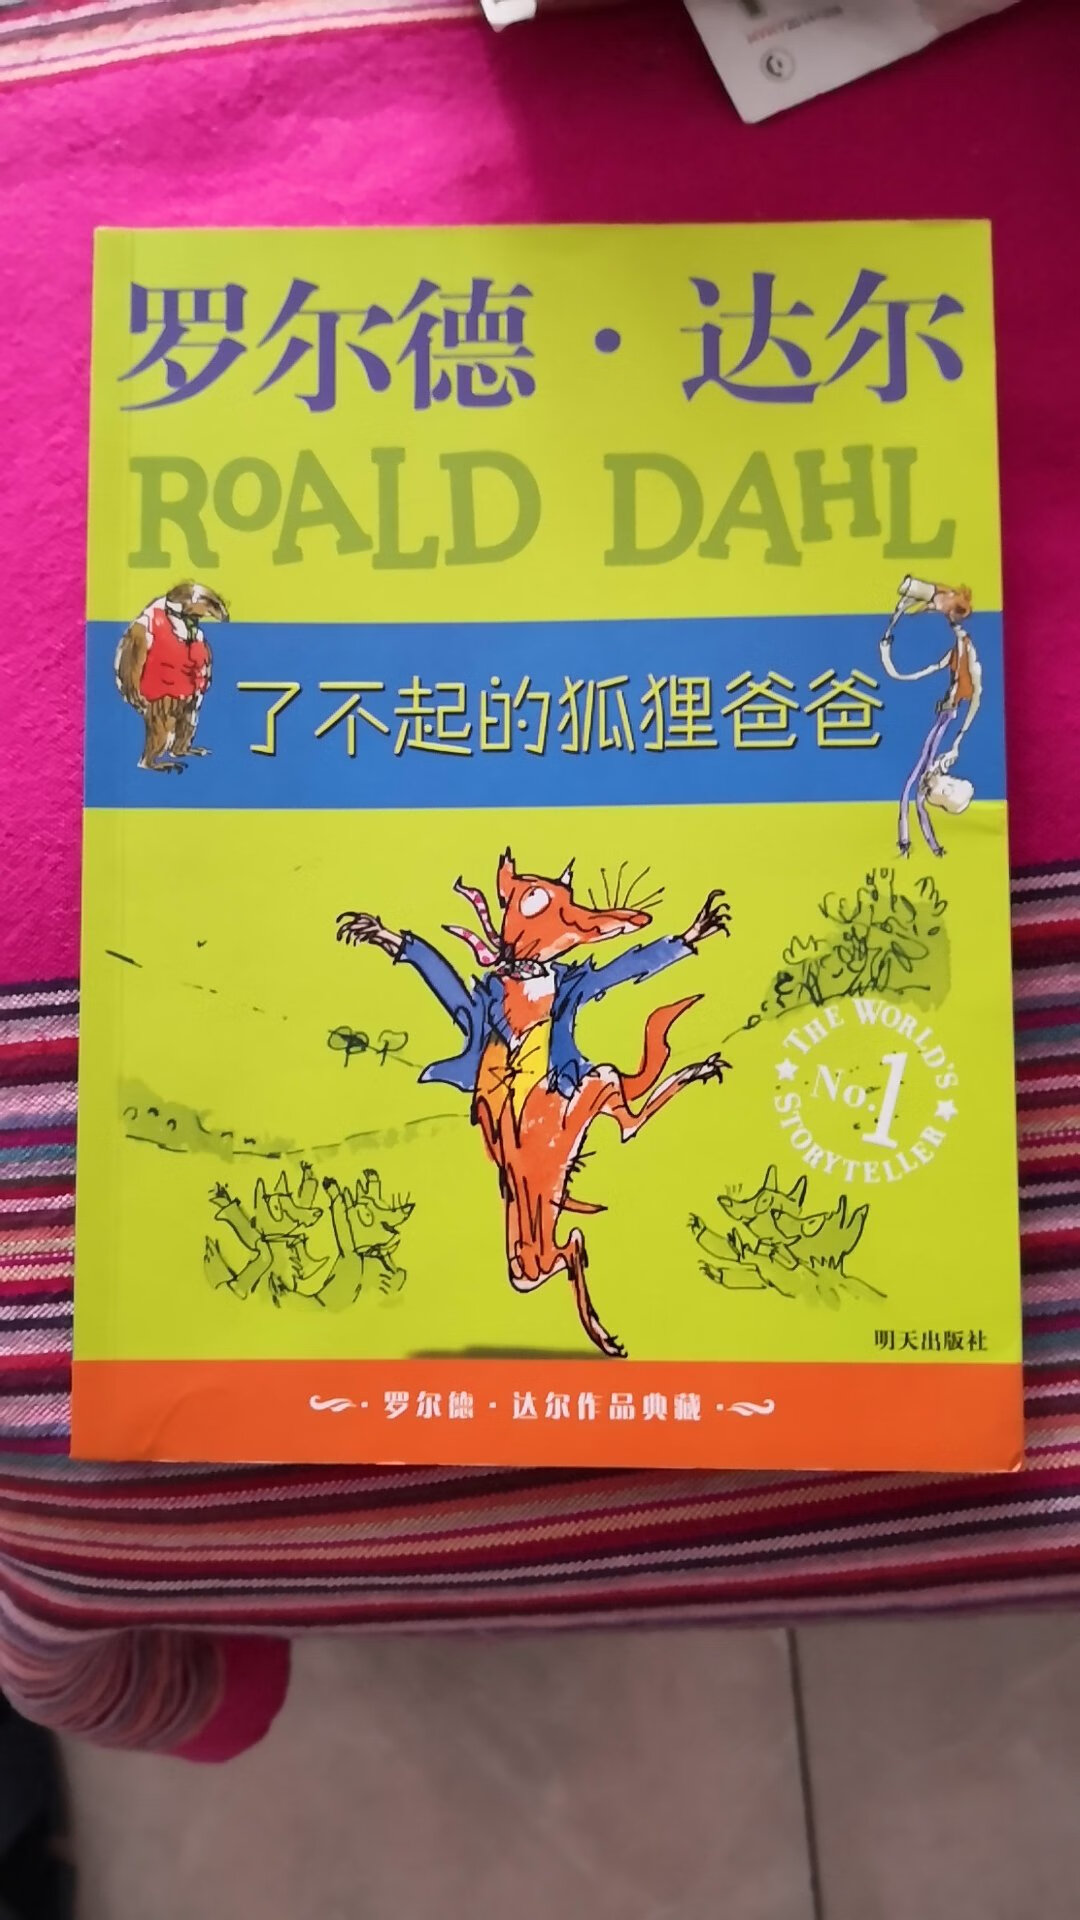 罗尔德·达尔
ROALD DAHL
了不起的狐狸爸爸
THE WORLD'S
No.1
STORYTELLER
明天出版社
·罗尔德·达尔作品典藏·